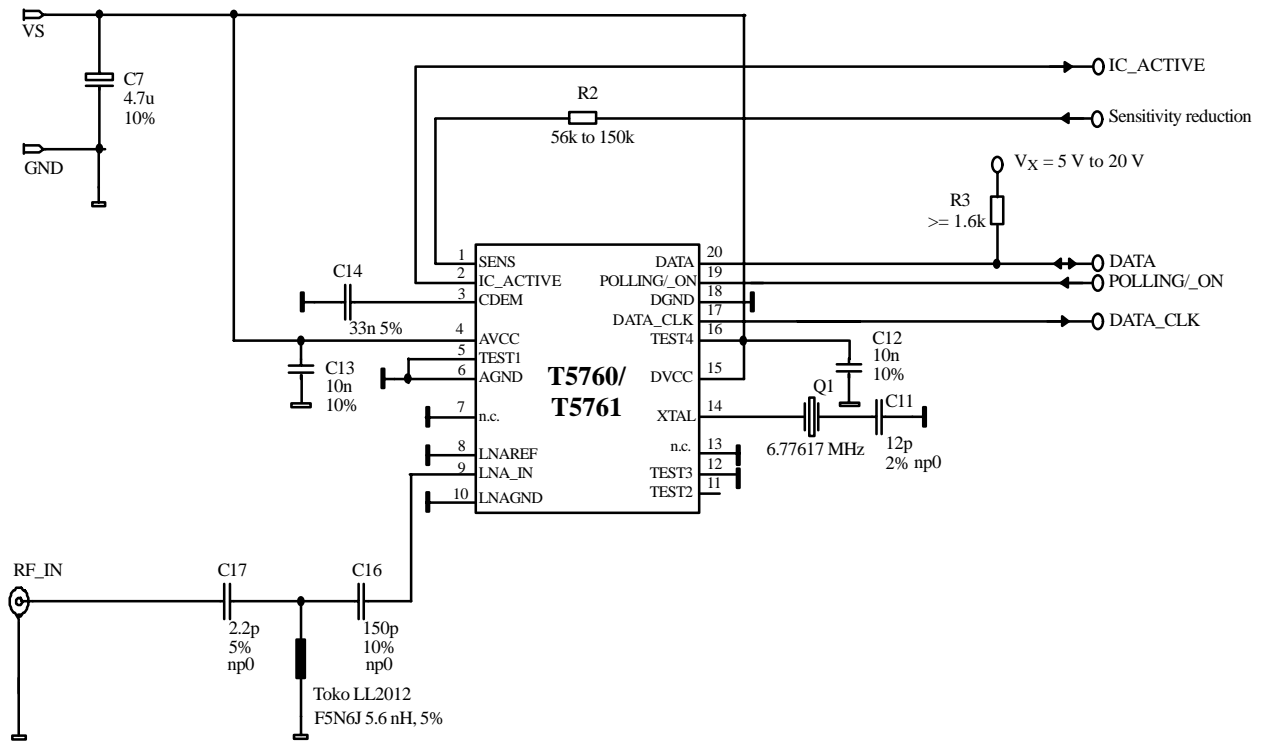 VS
IC_ACTIVE
C7
4.7u
10%
R2
56k to 150k
Sensitivity reduction
GND
VX = 5 V to 20 V
R3
>= 1.6k
1
SENS
2
IC_ACTIVE
C14
33n 5%
3
CDEM
4
AVCC
5
TEST1
6
AGND
C13
10n
10%
7
n.c.
8
LNAREF
9
LNA_IN
10
LNAGND
T5760/
T5761
DATA
20
DATA
POLLING/_ON
19
POLLING/_ON
DGND
18
DATA_CLK
17
DATA_CLK
TEST4
16
C12
10n
10%
DVCC
15
XTAL
14
Q1
6.77617 MHz
C11
12p
2% np0
n.c.
13
TEST3
12
TEST2
11
RF_IN
C17
2.2p
5%
np0
C16
150p
10%
np0
Toko LL2012
F5N6J 5.6 nH, 5%